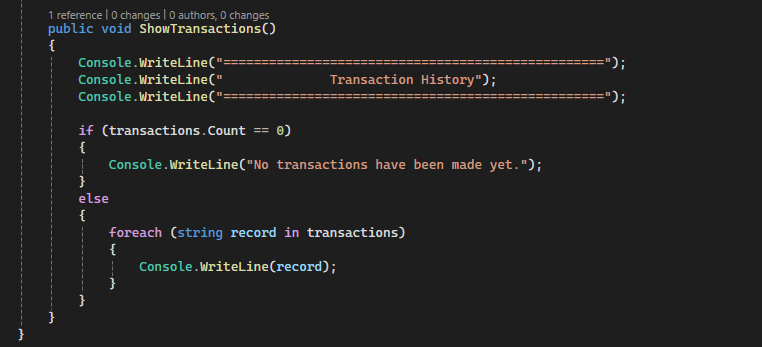 1 reference | 0 changes | 0 authors, 0 changes
public void ShowTransactions()
{
Console.WriteLine("==================================================");
Console.WriteLine("              Transaction History");
Console.WriteLine("==================================================");
if (transactions.Count == 0)
{
Console.WriteLine("No transactions have been made yet.");
}
else
{
foreach (string record in transactions)
{
Console.WriteLine(record);
}
}
}
}